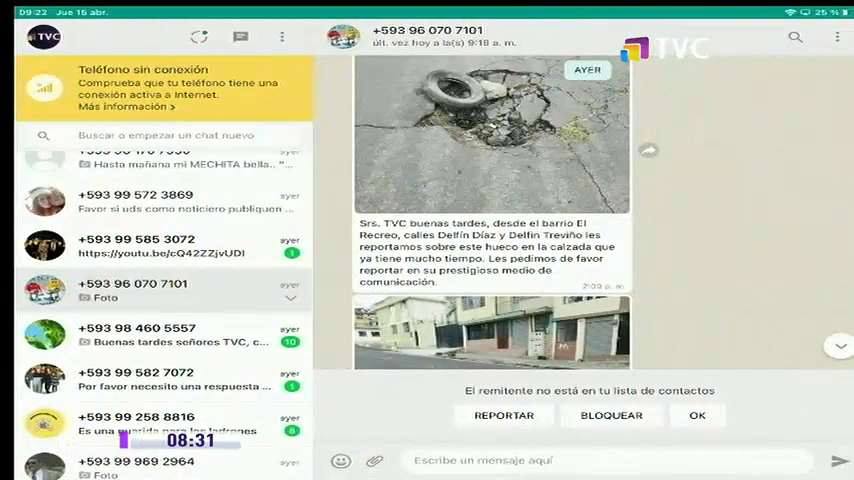 09:22 Jue 15 abr.
25 %
TVC
+593 96 070 7101
últ. vez hoy a la(s) 9:18 a. m.
TVC
Teléfono sin conexión
Comprueba que tu teléfono tiene una
conexión activa a Internet.
Más información >
Buscar o empezar un chat nuevo
ayer
Hasta mañana mi MECHITA bella.. "...
+593 99 572 3869
ayer
Favor si uds como noticiero publiquen ...
+593 99 585 3072
ayer
https://youtu.be/cQ42ZZjvUDI
1
+593 96 070 7101
ayer
Foto
+593 98 460 5557
ayer
Buenas tardes señores TVC, c...
10
+593 99 582 7072
ayer
Por favor necesito una respuesta ...
1
+593 99 258 8816
ayer
Es una guarida para los ladrones
8
08:31
+593 99 969 2964
ayer
Foto
AYER
Srs. TVC buenas tardes, desde el barrio El
Recreo, calles Delfín Díaz y Delfin Treviño les
reportamos sobre este hueco en la calzada que
ya tiene mucho tiempo. Les pedimos de favor
reportar en su prestigioso medio de
comunicación.
2:09 p. m.
El remitente no está en tu lista de contactos
REPORTAR
BLOQUEAR
OK
Escribe un mensaje aquí